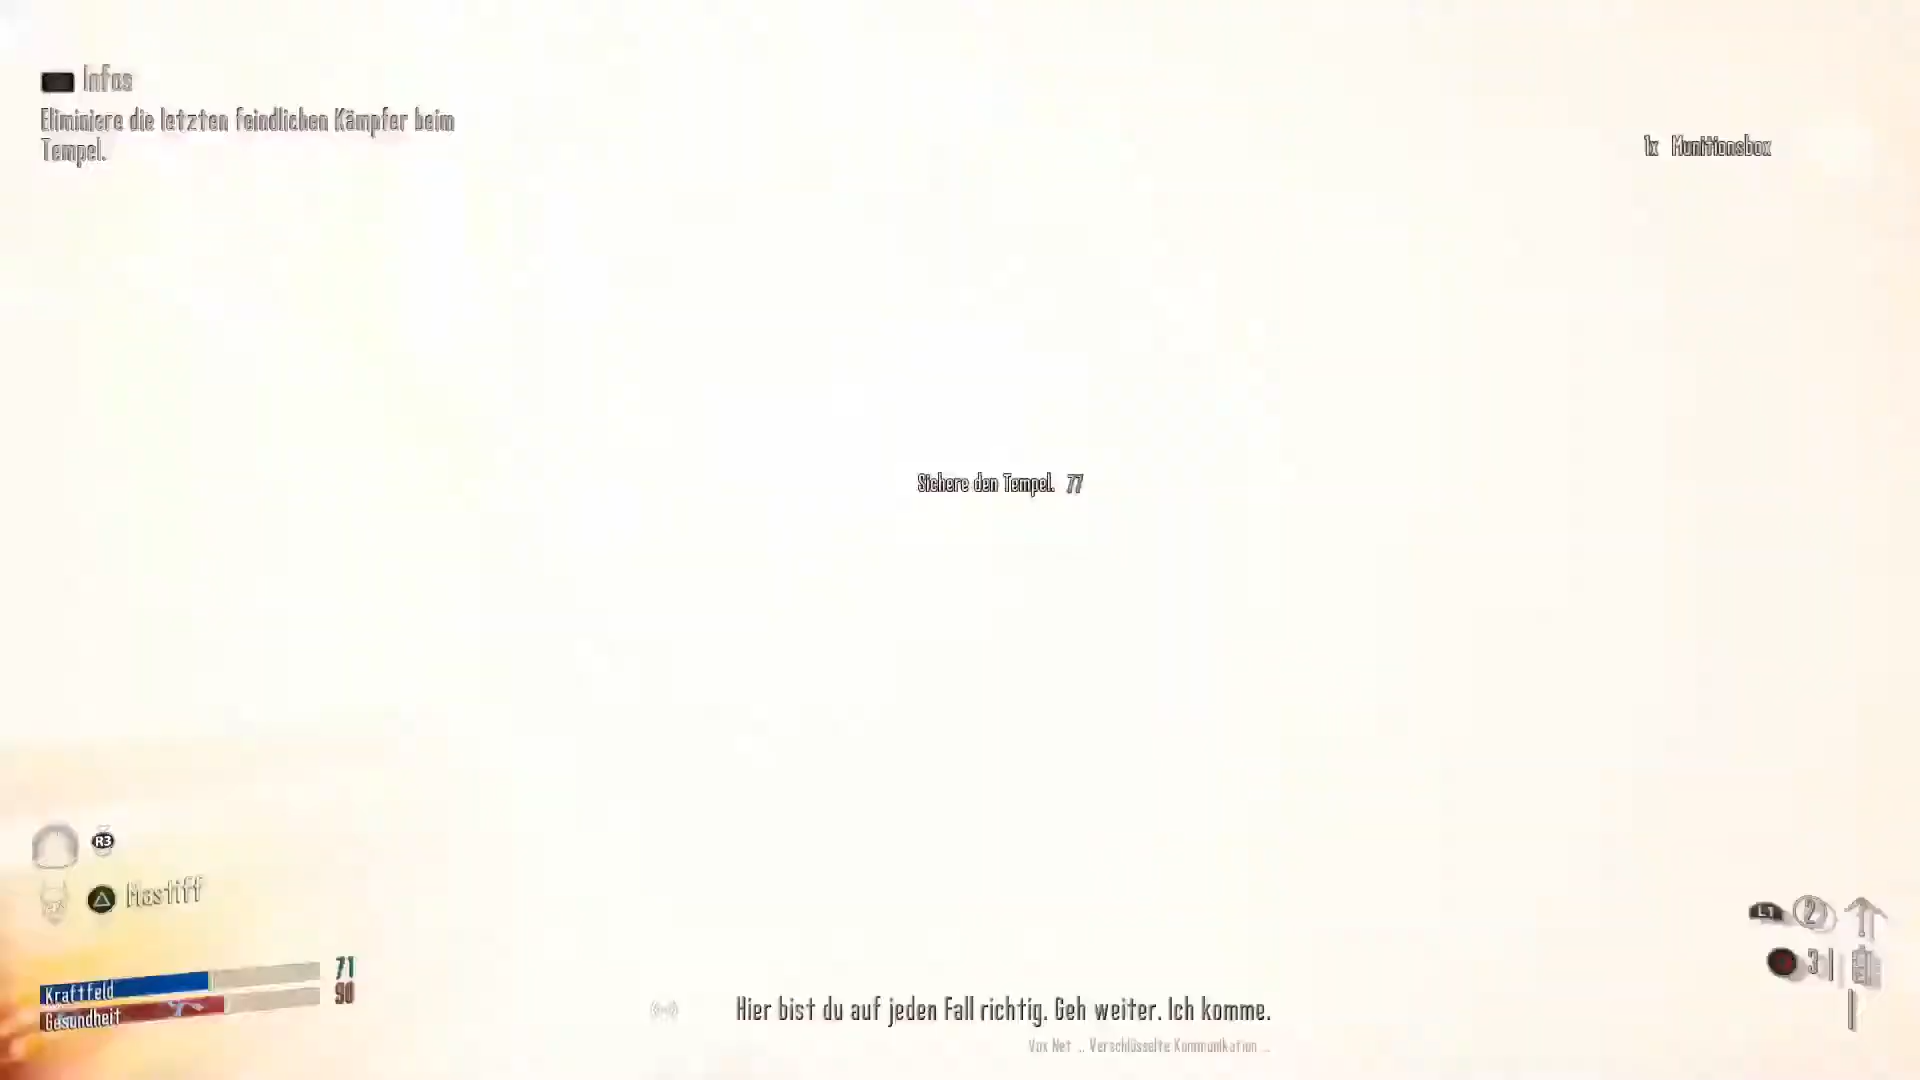 Infos
Eliminiere die letzten feindlichen Kämpfer beim
Tempel.
1x Munitionsbox
Sichere den Tempel. 77
R3
Mastiff
71
Kraftfeld
90
Gesundheit
L1 2
3
Hier bist du auf jeden Fall richtig. Geh weiter. Ich komme.
Vox Net .. Verschlüsselte Kommunikation ..